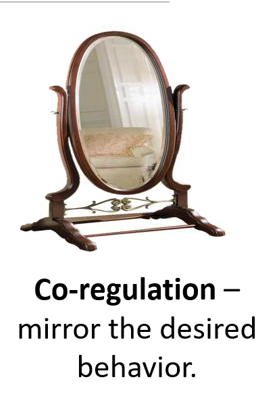 Co-regulation –
mirror the desired
behavior.